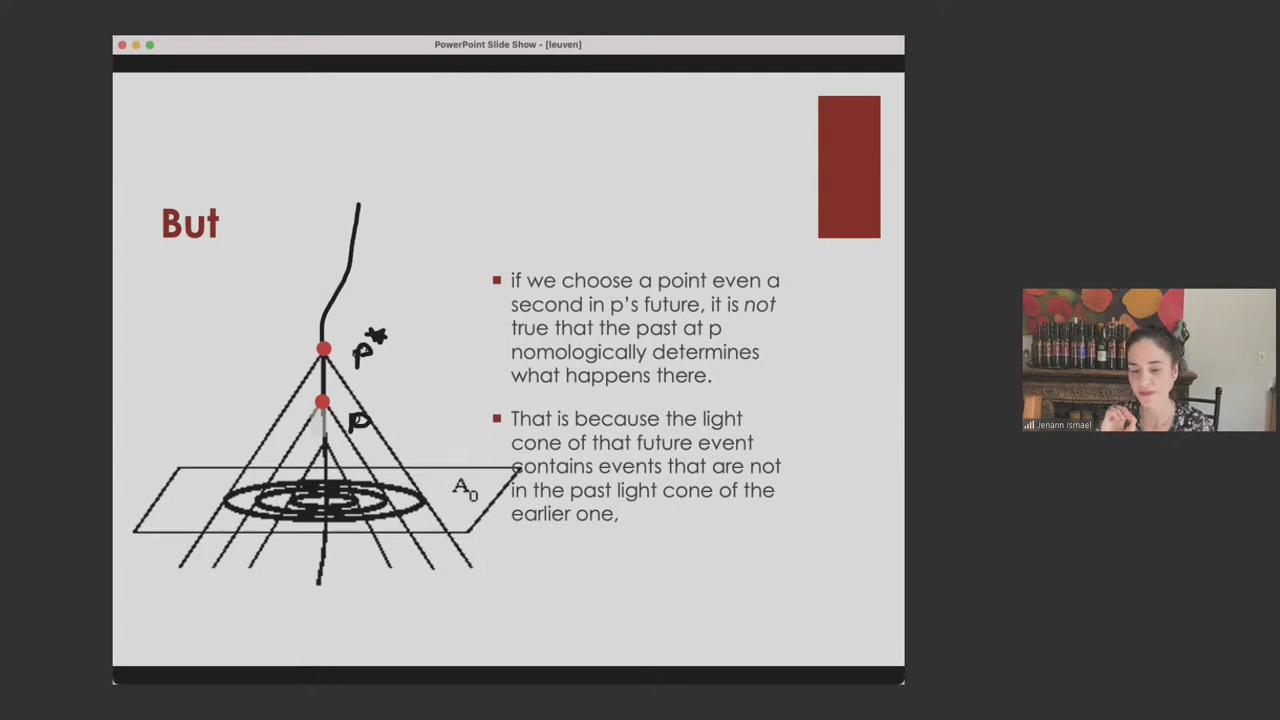 PowerPoint Slide Show - [leuven]
But
if we choose a point even a
second in p's future, it is not
true that the past at p
nomologically determines
what happens there.
That is because the light
cone of that future event
contains events that are not
in the past light cone of the
earlier one,
p*
p
A0
Jenann Ismael